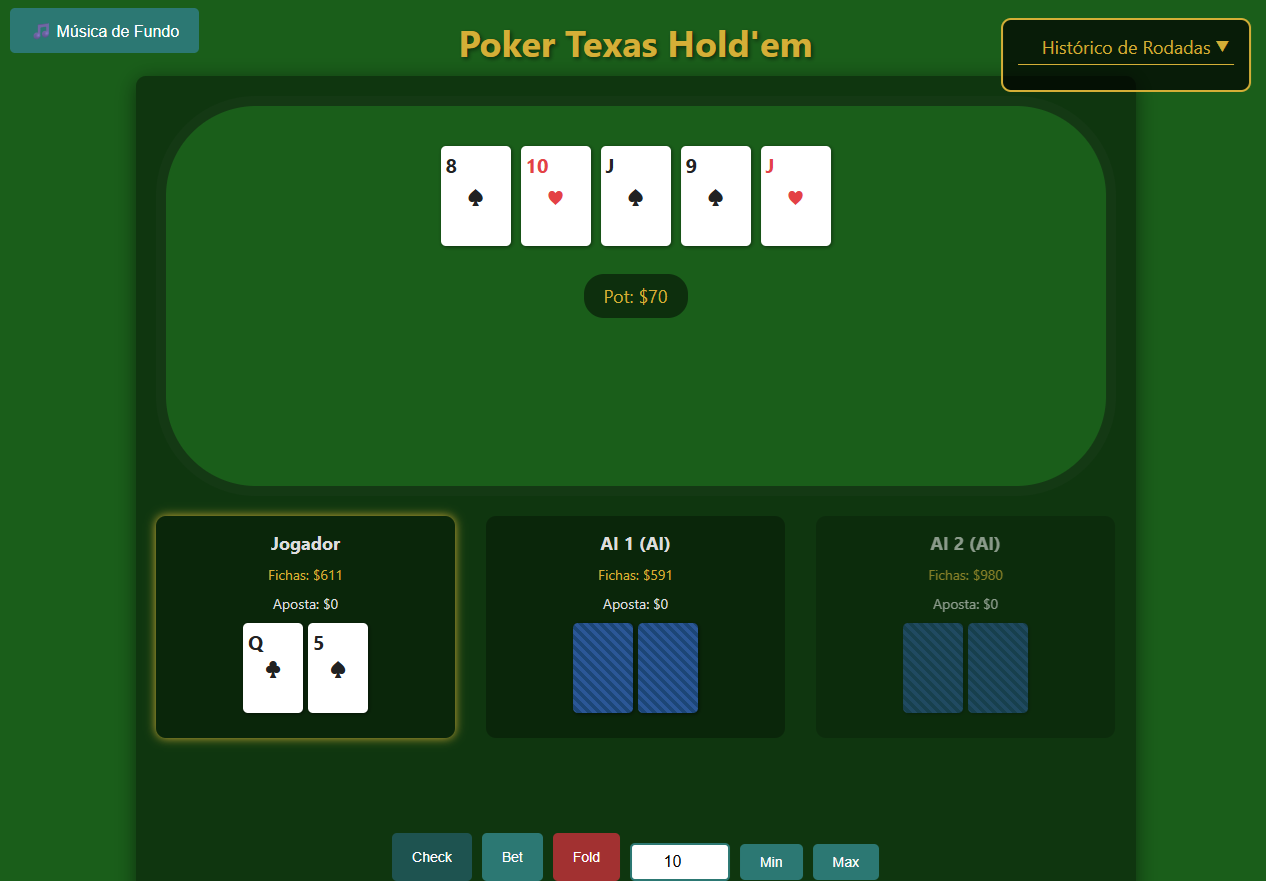 🎵 Música de Fundo
Poker Texas Hold'em
Histórico de Rodadas ▼
8 10 J 9 J
♠ ♥ ♠ ♠ ♥
Pot: $70
Jogador
Fichas: $611
Aposta: $0
Q 5
♣ ♠
AI 1 (AI)
Fichas: $591
Aposta: $0
AI 2 (AI)
Fichas: $980
Aposta: $0
Check Bet Fold 10 Min Max